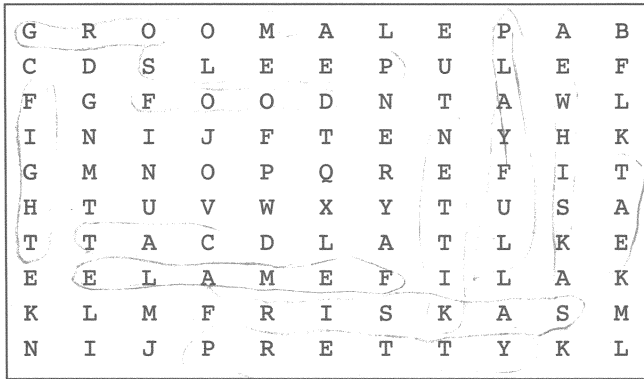 G R O O M A L E P A B
C D S L E E P U L E F
F G F O O D N T A W L
I N I J F T E N Y H K
G M N O P Q R E F I T
H T U V W X Y T U S A
T T A C D L A T L K E
E E L A M E F I L A K
K L M F R I S K A S M
N I J P R E T T Y K L